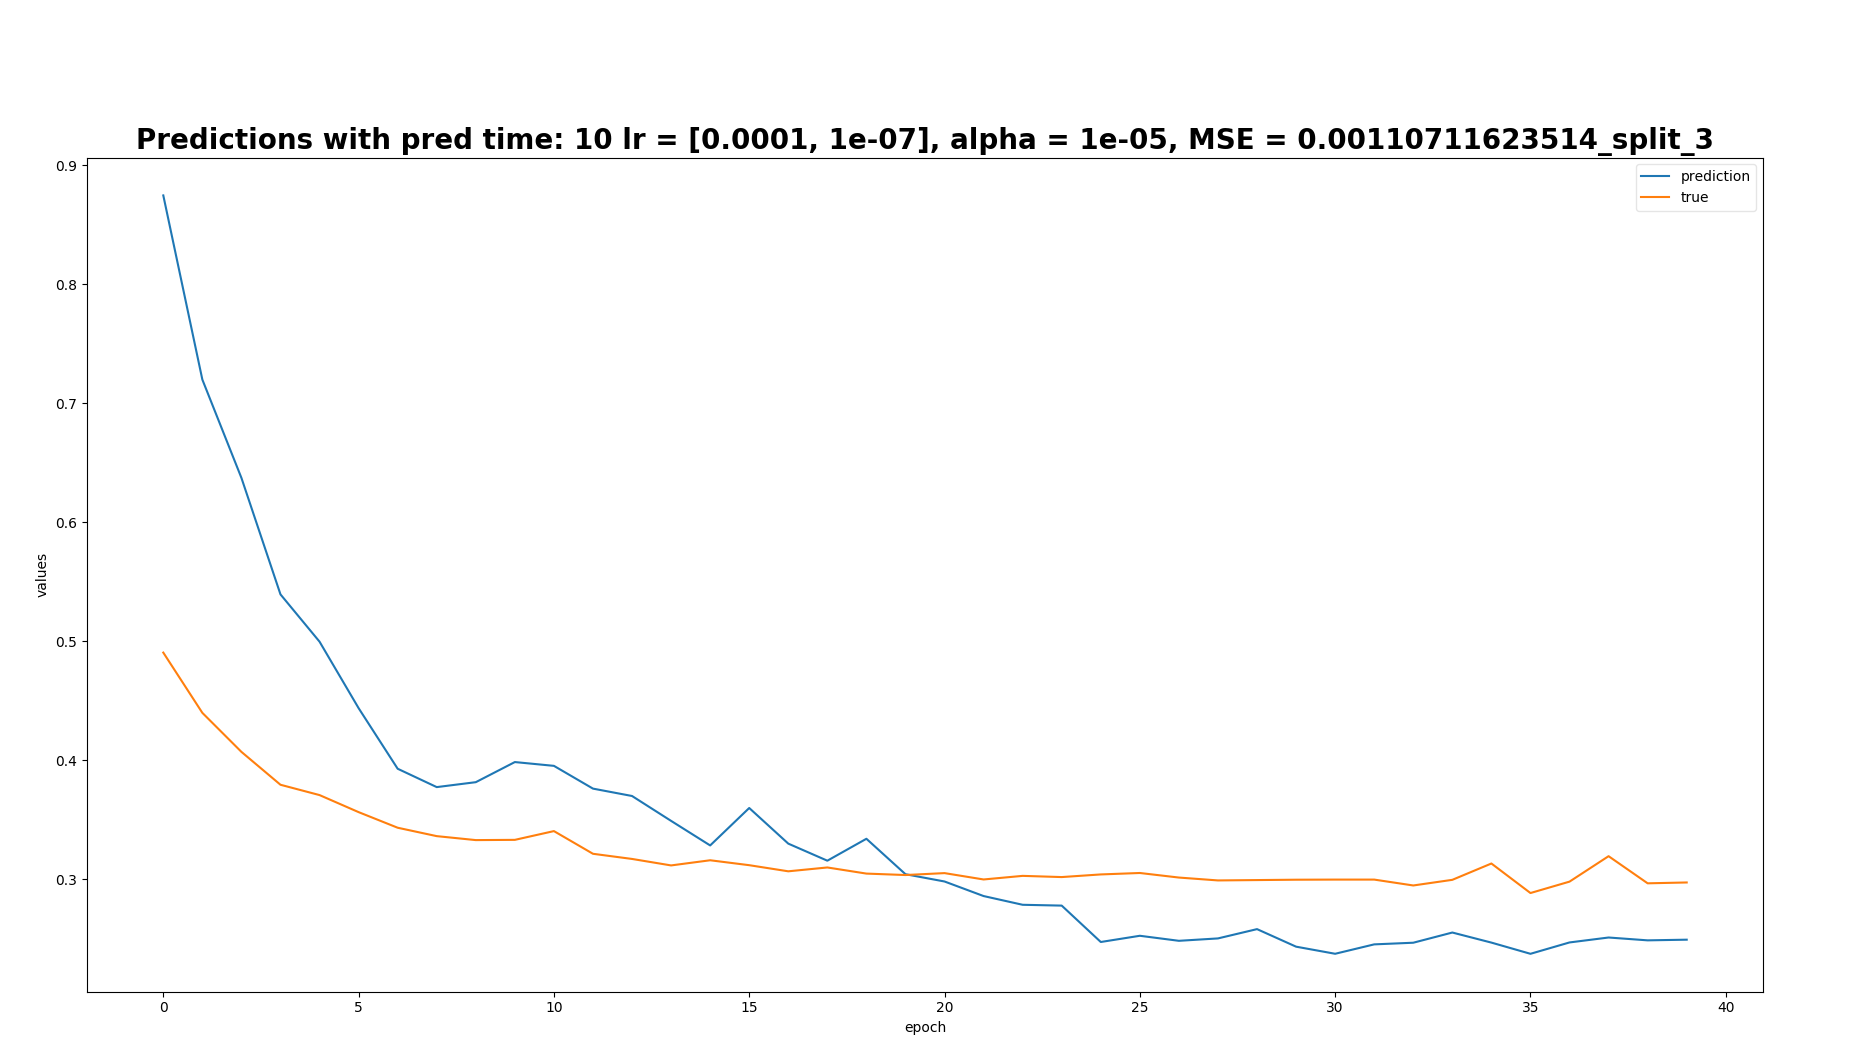 Predictions with pred time: 10 lr = [0.0001, 1e-07], alpha = 1e-05, MSE = 0.00110711623514_split_3
prediction
true
0.9
0.8
0.7
0.6
0.5
0.4
0.3
values
0 5 10 15 20 25 30 35 40
epoch